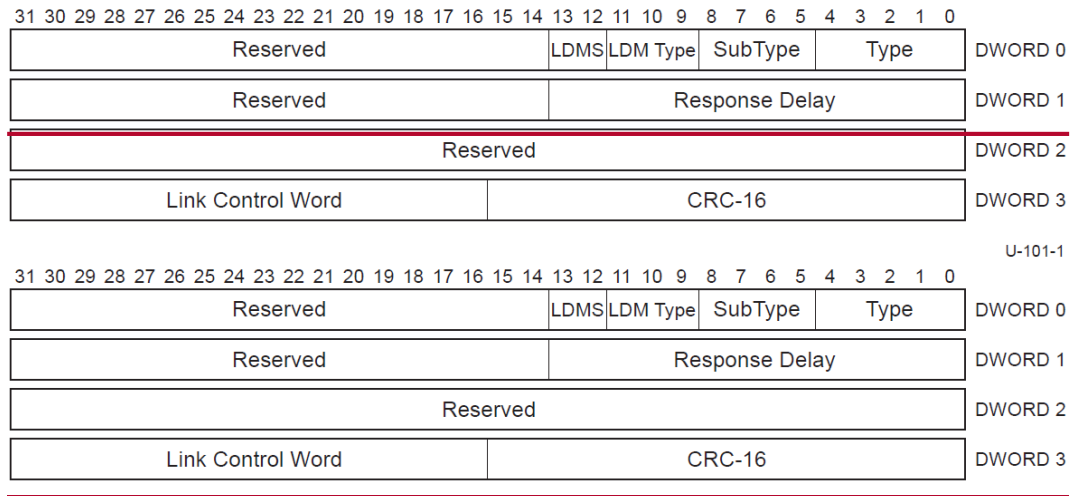 31 30 29 28 27 26 25 24 23 22 21 20 19 18 17 16 15 14 13 12 11 10 9 8 7 6 5 4 3 2 1 0
Reserved LDMS LDM Type SubType Type DWORD 0
Reserved Response Delay DWORD 1
Reserved DWORD 2
Link Control Word CRC-16 DWORD 3
U-101-1
31 30 29 28 27 26 25 24 23 22 21 20 19 18 17 16 15 14 13 12 11 10 9 8 7 6 5 4 3 2 1 0
Reserved LDMS LDM Type SubType Type DWORD 0
Reserved Response Delay DWORD 1
Reserved DWORD 2
Link Control Word CRC-16 DWORD 3